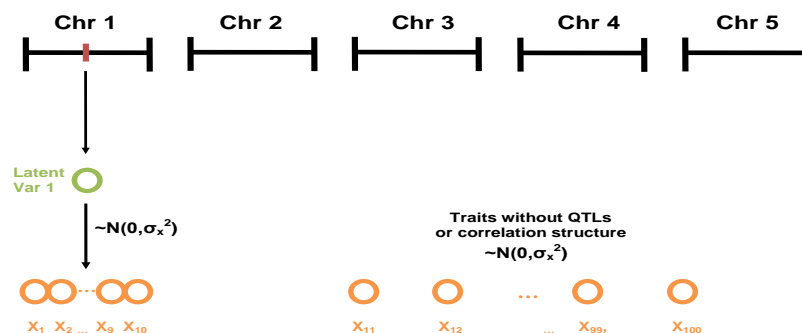 Chr 1 Chr 2 Chr 3 Chr 4 Chr 5
Latent
Var 1
~N(0,σₓ²)
Traits without QTLs
or correlation structure
~N(0,σₓ²)
... ...
X₁ X₂ ... X₉ X₁₀ X₁₁ X₁₂ ... X₉₉, X₁₀₀